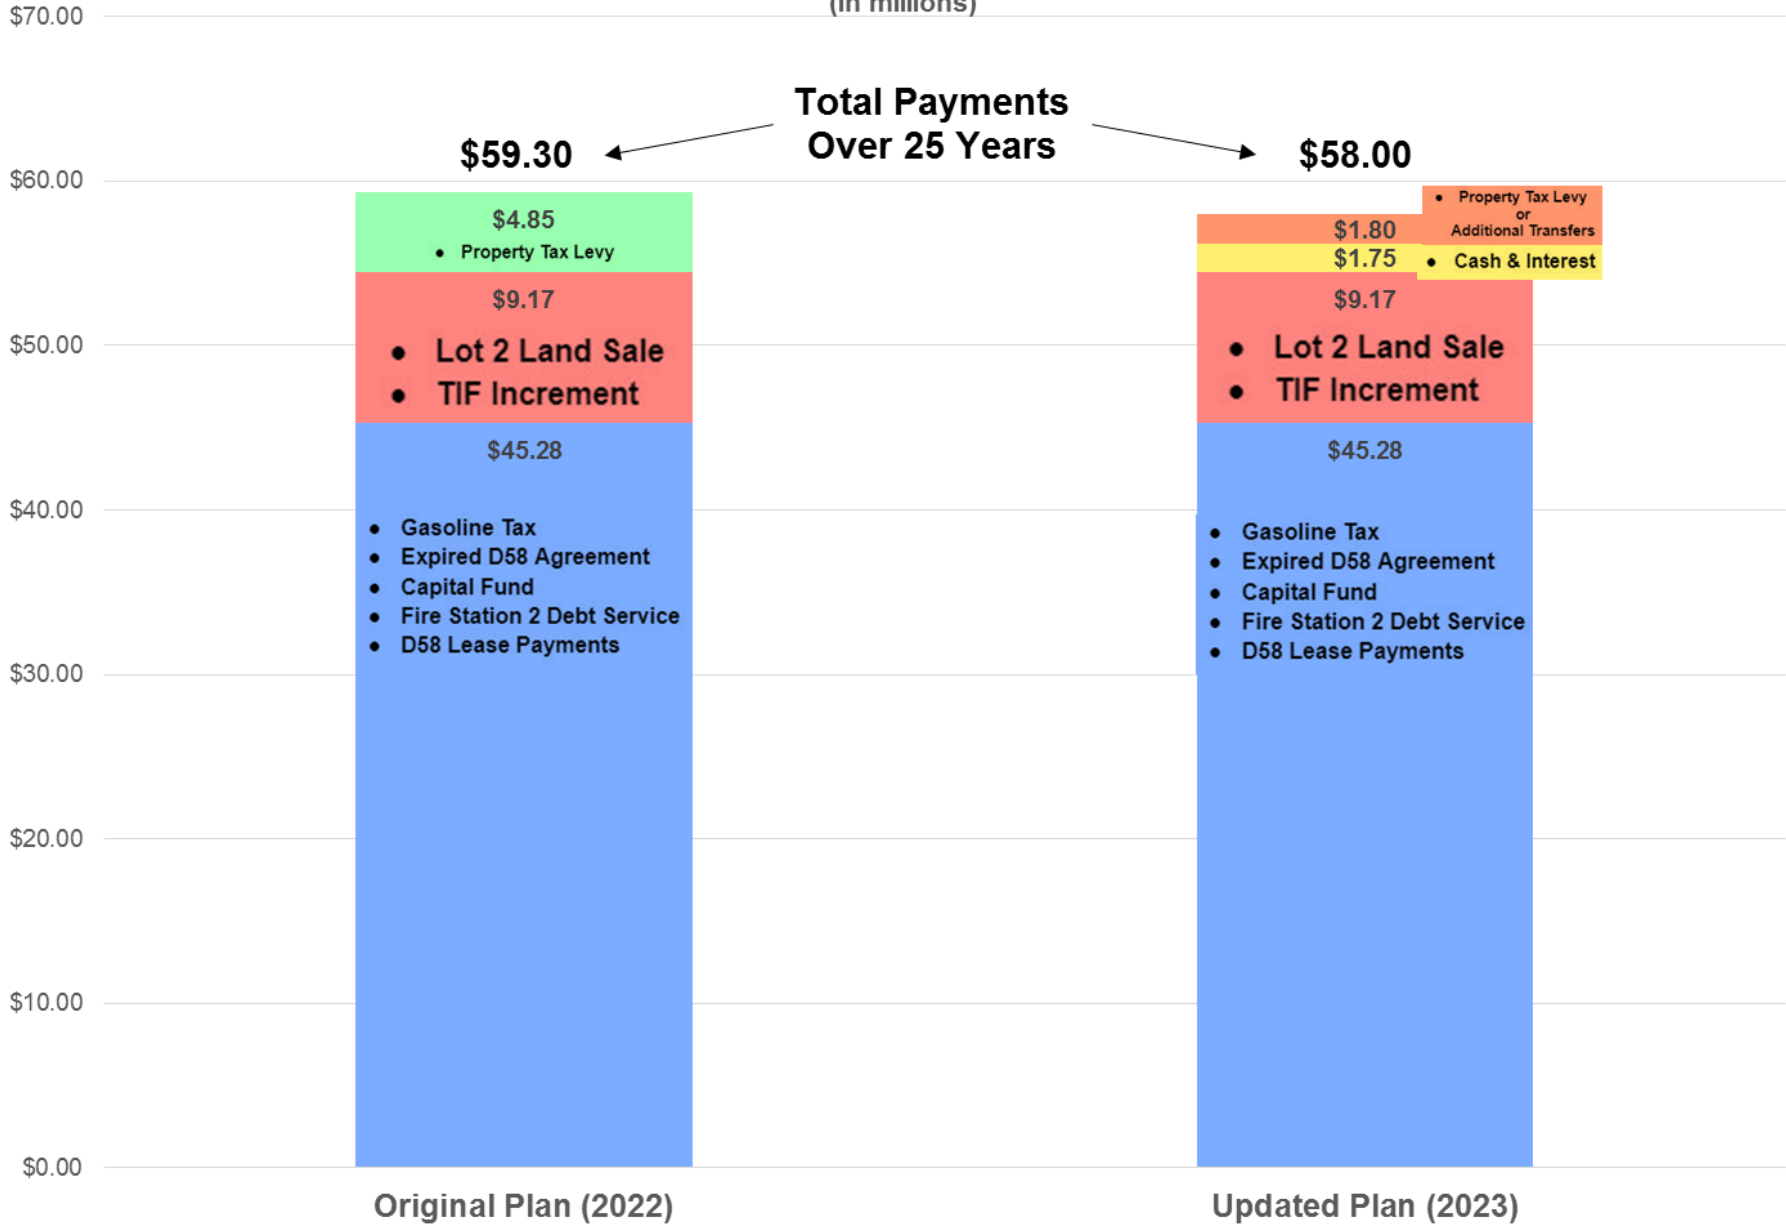 (in millions)
$70.00
$60.00
$50.00
$40.00
$30.00
$20.00
$10.00
$0.00
Total Payments
Over 25 Years
$59.30
$58.00
$4.85
• Property Tax Levy
$9.17
• Lot 2 Land Sale
• TIF Increment
$45.28
• Gasoline Tax
• Expired D58 Agreement
• Capital Fund
• Fire Station 2 Debt Service
• D58 Lease Payments
Original Plan (2022)
$1.80
• Property Tax Levy
or
Additional Transfers
$1.75
• Cash & Interest
$9.17
• Lot 2 Land Sale
• TIF Increment
$45.28
• Gasoline Tax
• Expired D58 Agreement
• Capital Fund
• Fire Station 2 Debt Service
• D58 Lease Payments
Updated Plan (2023)